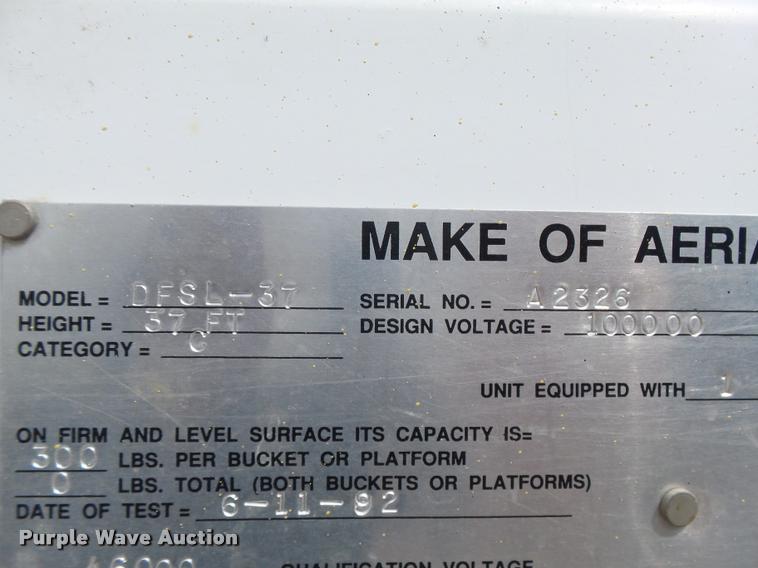 MAKE OF AERIA
MODEL = DFSL-37
SERIAL NO. = A2326
HEIGHT = 37 FT
DESIGN VOLTAGE = 100000
CATEGORY = C
UNIT EQUIPPED WITH 1
ON FIRM AND LEVEL SURFACE ITS CAPACITY IS=
300 LBS. PER BUCKET OR PLATFORM
0 LBS. TOTAL (BOTH BUCKETS OR PLATFORMS)
DATE OF TEST = 6-11-92
Purple Wave Auction
QUALIFICATION VOLTAGE